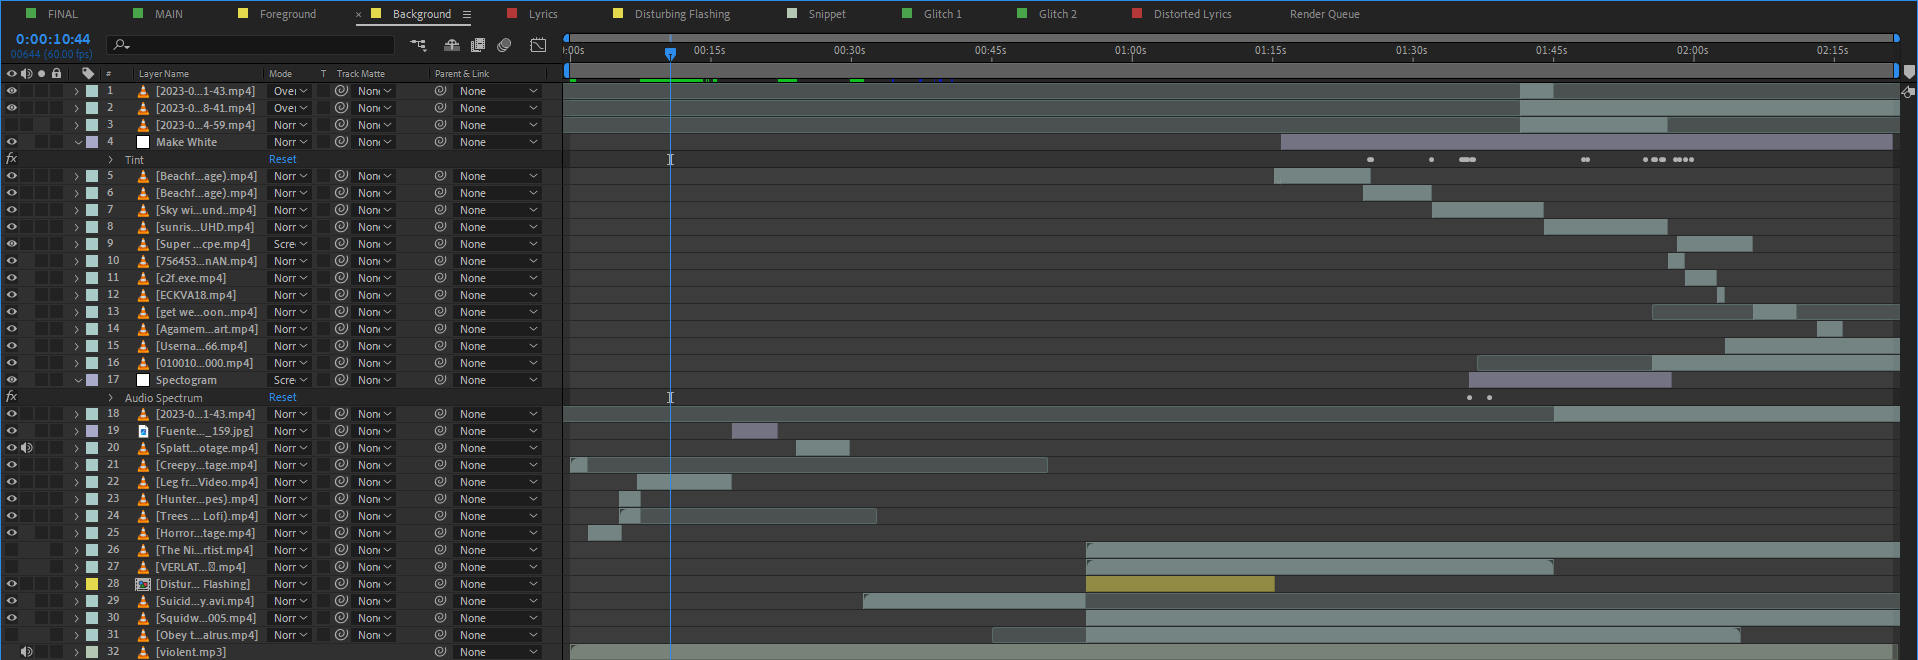 FINAL MAIN Foreground × Background Lyrics Disturbing Flashing Snippet Glitch 1 Glitch 2 Distorted Lyrics Render Queue
0:00:10:44
00644 (60.00 fps)
:00s 00:15s 00:30s 00:45s 01:00s 01:15s 01:30s 01:45s 02:00s 02:15s
# Layer Name Mode T Track Matte Parent & Link
1 [2023-0...1-43.mp4] Over None None
2 [2023-0...8-41.mp4] Over None None
3 [2023-0...4-59.mp4] Norr None None
4 Make White Norr None None
fx Tint Reset
5 [Beachf...age).mp4] Norr None None
6 [Beachf...age).mp4] Norr None None
7 [Sky wi...und..mp4] Norr None None
8 [sunris...UHD.mp4] Norr None None
9 [Super ...cpe.mp4] Scre None None
10 [756453...nAN.mp4] Norr None None
11 [c2f.exe.mp4] Norr None None
12 [ECKVA18.mp4] Norr None None
13 [get we...oon..mp4] Norr None None
14 [Agamem...art.mp4] Norr None None
15 [Userna...66.mp4] Norr None None
16 [010010...000.mp4] Norr None None
17 Spectogram Scre None None
fx Audio Spectrum Reset
18 [2023-0...1-43.mp4] Norr None None
19 [Fuente..._159.jpg] Norr None None
20 [Splatt...otage.mp4] Norr None None
21 [Creepy...tage.mp4] Norr None None
22 [Leg fr...Video.mp4] Norr None None
23 [Hunter...pes).mp4] Norr None None
24 [Trees ... Lofi).mp4] Norr None None
25 [Horror...tage.mp4] Norr None None
26 [The Ni...rtist.mp4] Norr None None
27 [VERLAT...▯.mp4] Norr None None
28 [Distur... Flashing] Norr None None
29 [Suicid...y.avi.mp4] Norr None None
30 [Squidw...005.mp4] Norr None None
31 [Obey t...alrus.mp4] Norr None None
32 [violent.mp3] None